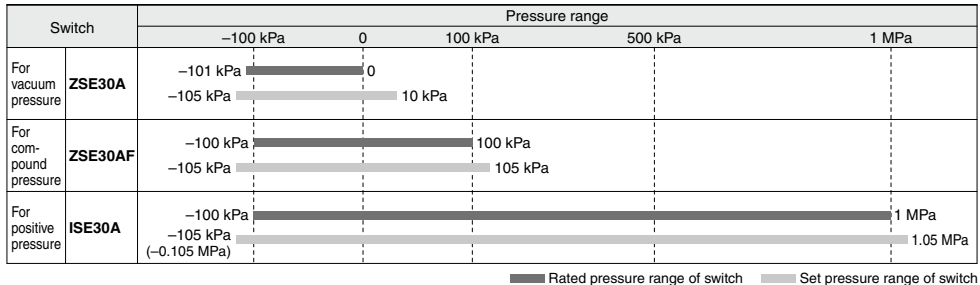 Switch
Pressure range
–100 kPa 0 100 kPa 500 kPa 1 MPa
For
vacuum
pressure
ZSE30A
–101 kPa 0
–105 kPa 10 kPa
For
com-
pound
pressure
ZSE30AF
–100 kPa 100 kPa
–105 kPa 105 kPa
For
positive
pressure
ISE30A
–100 kPa 1 MPa
–105 kPa 1.05 MPa
(–0.105 MPa)
Rated pressure range of switch Set pressure range of switch